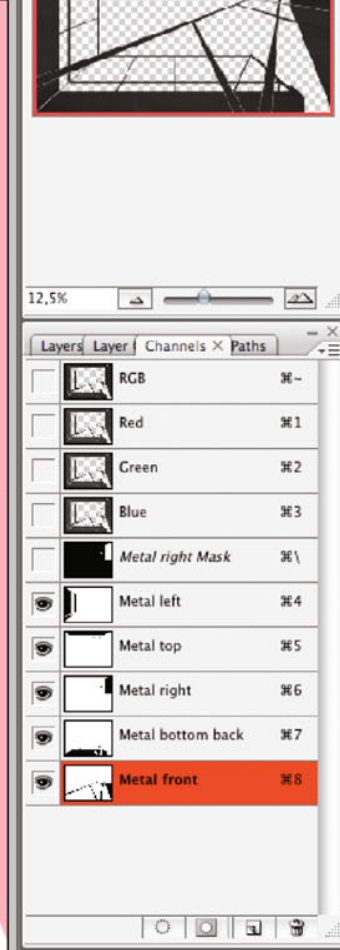 12,5%
Layers Layer Channels × Paths
RGB ⌘~
Red ⌘1
Green ⌘2
Blue ⌘3
Metal right Mask ⌘\
Metal left ⌘4
Metal top ⌘5
Metal right ⌘6
Metal bottom back ⌘7
Metal front ⌘8